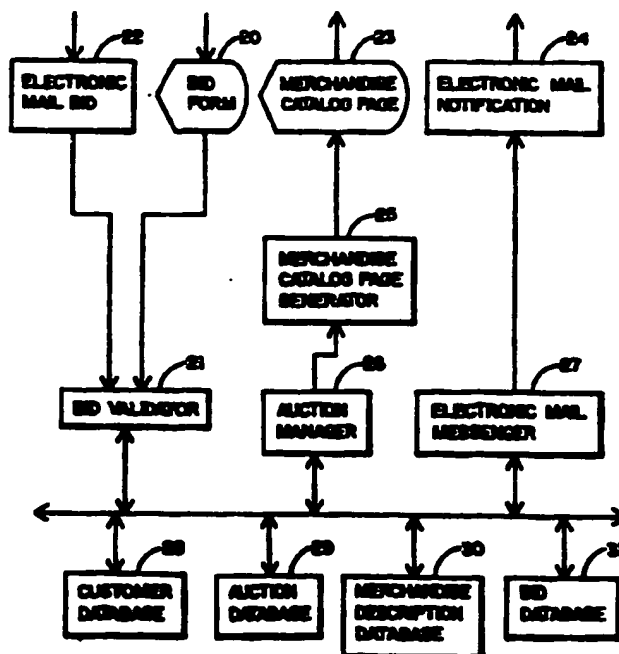 22
20
23
24
ELECTRONIC
MAIL BID
BID
FORM
MERCHANDISE
CATALOG PAGE
ELECTRONIC MAIL
NOTIFICATION
25
MERCHANDISE
CATALOG PAGE
GENERATOR
21
26
27
BID VALIDATOR
AUCTION
MANAGER
ELECTRONIC MAIL
MESSENGER
28
29
30
CUSTOMER
DATABASE
AUCTION
DATABASE
MERCHANDISE
DESCRIPTION
DATABASE
BID
DATABASE